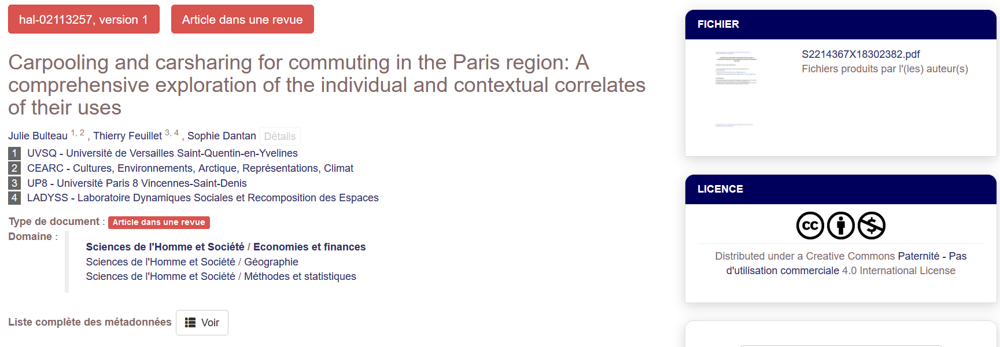 hal-02113257, version 1
Article dans une revue
Carpooling and carsharing for commuting in the Paris region: A
comprehensive exploration of the individual and contextual correlates
of their uses
Julie Bulteau 1, 2 , Thierry Feuillet 3, 4 , Sophie Dantan Détails
1 UVSQ - Université de Versailles Saint-Quentin-en-Yvelines
2 CEARC - Cultures, Environnements, Arctique, Représentations, Climat
3 UP8 - Université Paris 8 Vincennes-Saint-Denis
4 LADYSS - Laboratoire Dynamiques Sociales et Recomposition des Espaces
Type de document : Article dans une revue
Domaine :
Sciences de l'Homme et Société / Economies et finances
Sciences de l'Homme et Société / Géographie
Sciences de l'Homme et Société / Méthodes et statistiques
Liste complète des métadonnées Voir
FICHIER
S2214367X18302382.pdf
Fichiers produits par l'(les) auteur(s)
LICENCE
cc
Distributed under a Creative Commons Paternité - Pas
d'utilisation commerciale 4.0 International License